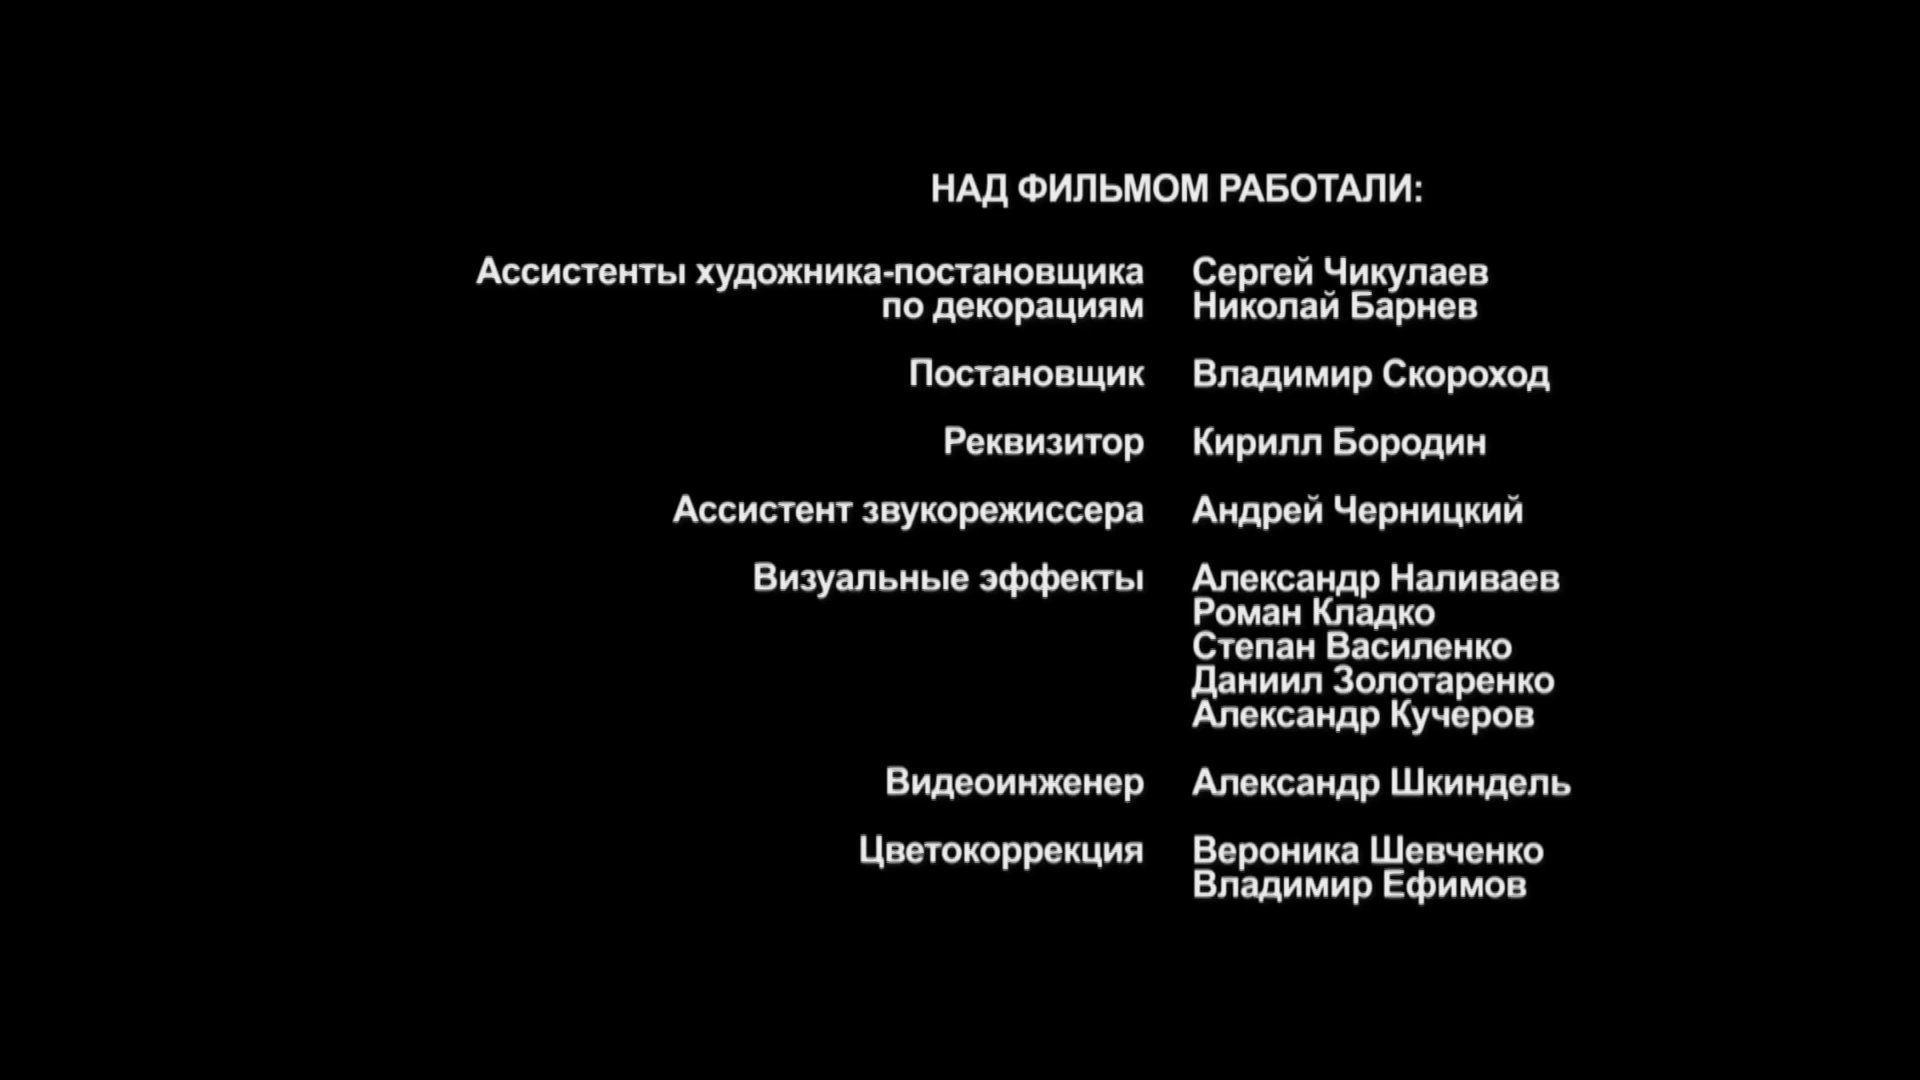 НАД ФИЛЬМОМ РАБОТАЛИ:
Ассистенты художника-постановщика Сергей Чикулаев
по декорациям Николай Барнев
Постановщик Владимир Скороход
Реквизитор Кирилл Бородин
Ассистент звукорежиссера Андрей Черницкий
Визуальные эффекты Александр Наливаев
Роман Кладко
Степан Василенко
Даниил Золотаренко
Александр Кучеров
Видеоинженер Александр Шкиндель
Цветокоррекция Вероника Шевченко
Владимир Ефимов